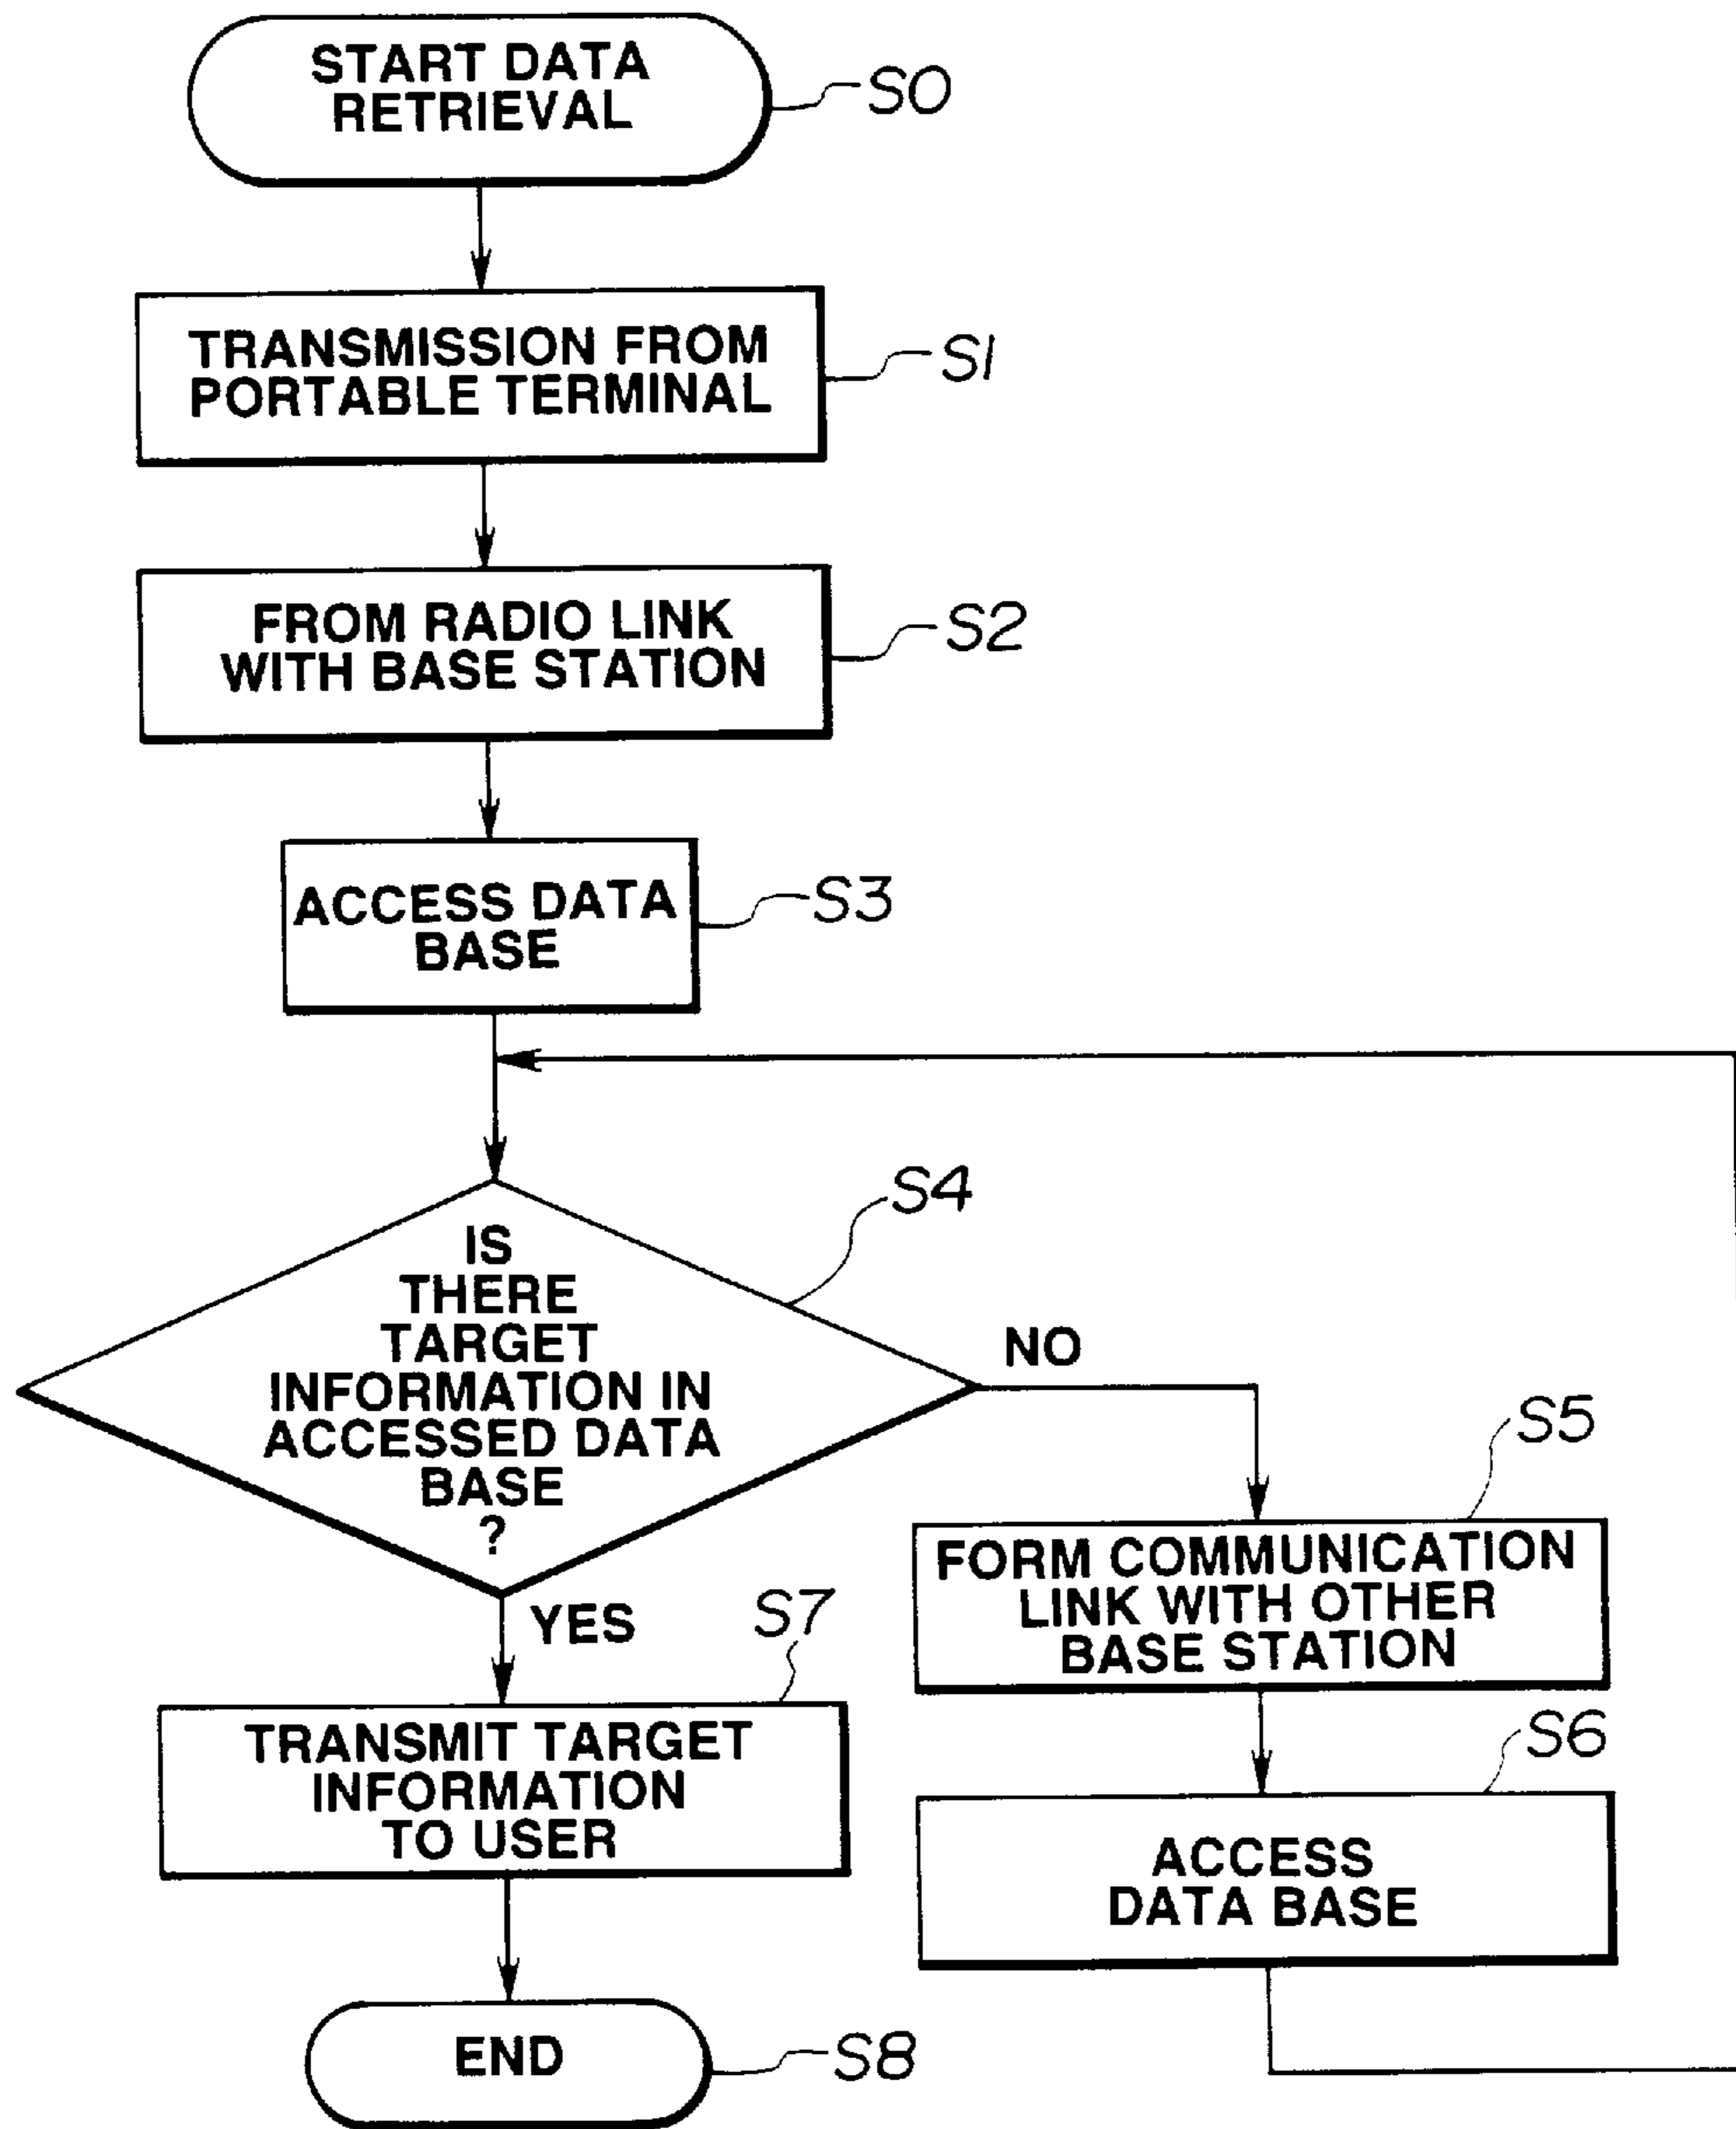 START DATA
RETRIEVAL
S0
TRANSMISSION FROM
PORTABLE TERMINAL
S1
FROM RADIO LINK
WITH BASE STATION
S2
ACCESS DATA
BASE
S3
S4
IS
THERE
TARGET
INFORMATION IN
ACCESSED DATA
BASE
?
NO
YES
S5
FORM COMMUNICATION
LINK WITH OTHER
BASE STATION
S7
TRANSMIT TARGET
INFORMATION
TO USER
S6
ACCESS
DATA BASE
END
S8